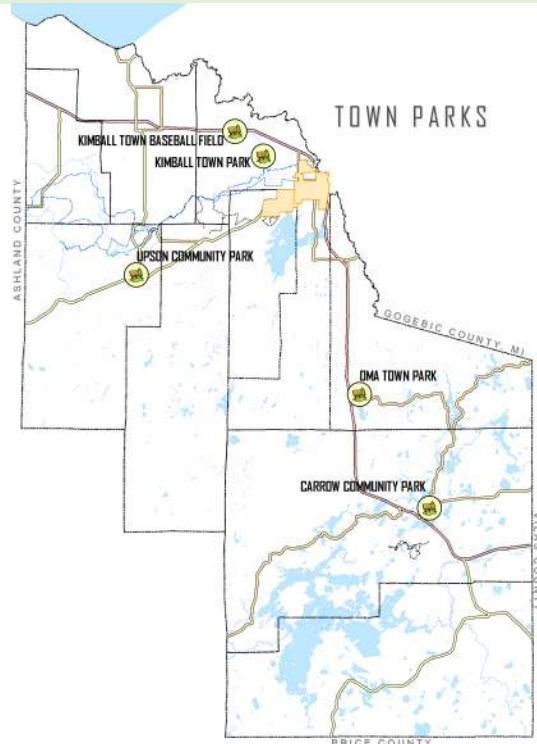 TOWN PARKS
KIMBALL TOWN BASEBALL FIELD
KIMBALL TOWN PARK
ASHLAND COUNTY
UPSON COMMUNITY PARK
GOGEBIC COUNTY, MI
OMA TOWN PARK
CARROW COMMUNITY PARK
PRICE COUNTY